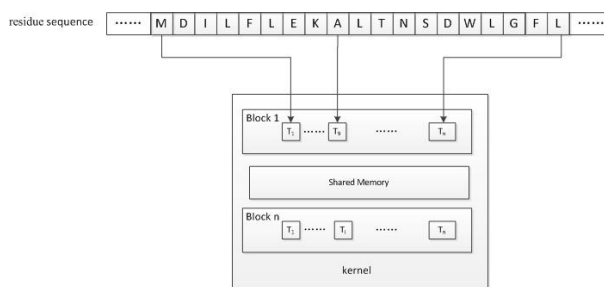 residue sequence …… M D I L F L E K A L T N S D W L G F L ……
Block 1
T₁ …… T₉ …… Tₙ
Shared Memory
Block n
T₁ …… Tᵢ …… Tₙ
kernel